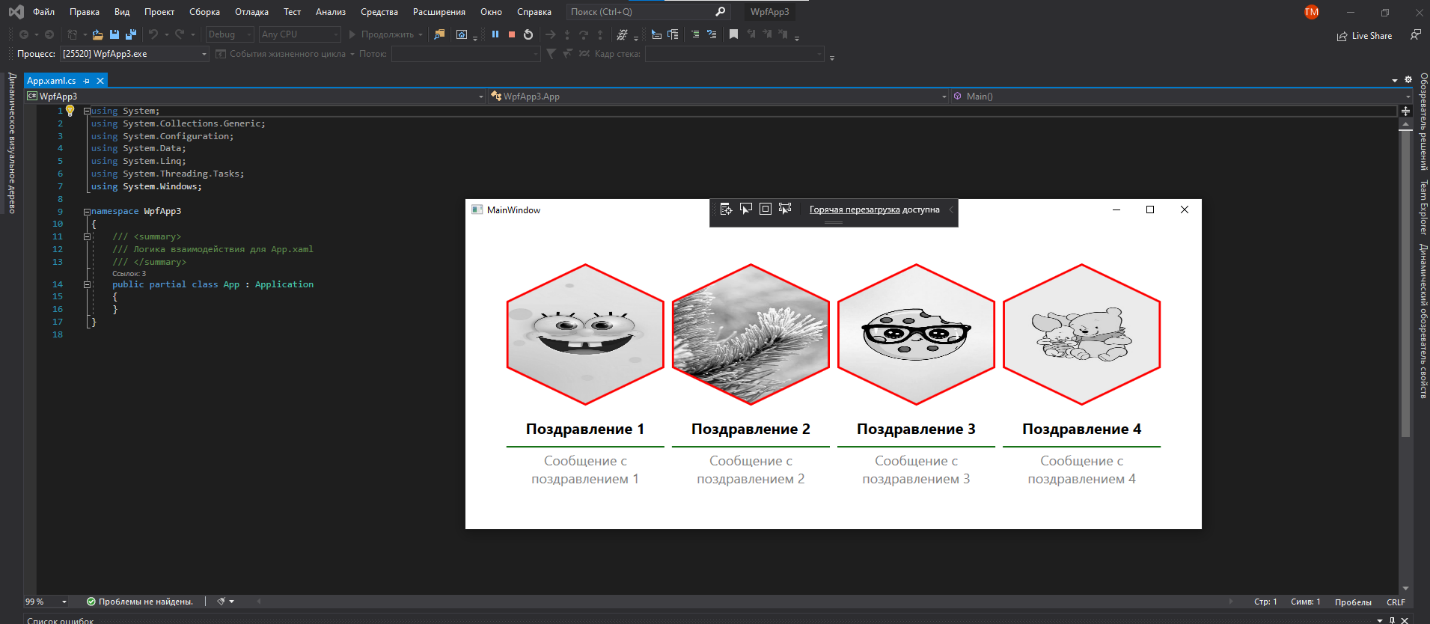 Файл Правка Вид Проект Сборка Отладка Тест Анализ Средства Расширения Окно Справка Поиск (Ctrl+Q) WpfApp3 TM
Debug Any CPU Продолжить Live Share
Процесс: [25520] WpfApp3.exe События жизненного цикла Поток: Кадр стека:
App.xaml.cs
WpfApp3 WpfApp3.App Main()
1 using System;
2 using System.Collections.Generic;
3 using System.Configuration;
4 using System.Data;
5 using System.Linq;
6 using System.Threading.Tasks;
7 using System.Windows;
8
9 namespace WpfApp3
10 {
11 /// <summary>
12 /// Логика взаимодействия для App.xaml
13 /// </summary>
Ссылок: 3
14 public partial class App : Application
15 {
16 }
17 }
18
MainWindow
Горячая перезагрузка доступна
Поздравление 1 Поздравление 2 Поздравление 3 Поздравление 4
Сообщение с Сообщение с Сообщение с Сообщение с
поздравлением 1 поздравлением 2 поздравлением 3 поздравлением 4
Динамическое визуальное дерево
Обозреватель решений
Team Explorer
Динамический обозреватель свойств
99 % Проблемы не найдены. Стр: 1 Симв: 1 Пробелы CRLF
Список ошибок